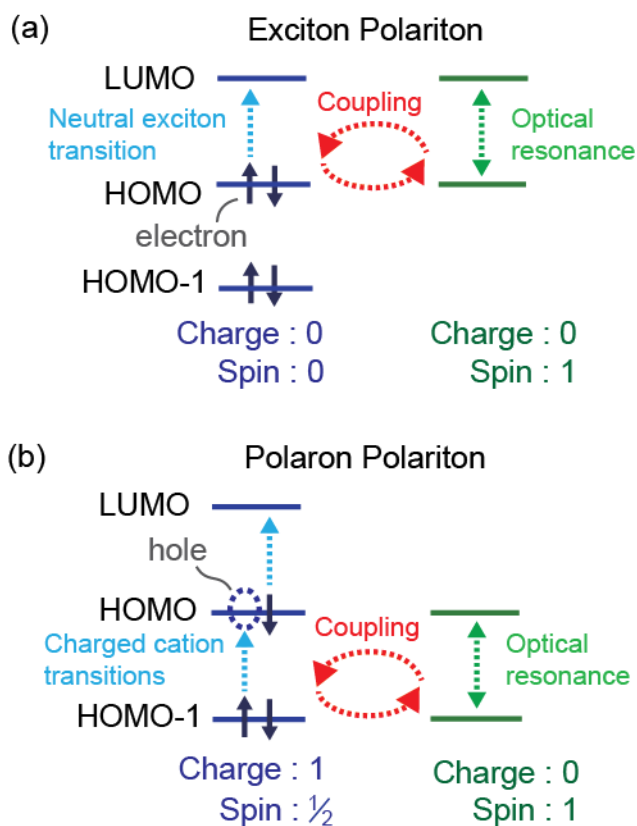 (a) Exciton Polariton
LUMO
Neutral exciton
transition
Coupling
Optical
resonance
HOMO
electron
HOMO-1
Charge : 0
Spin : 0
Charge : 0
Spin : 1
(b) Polaron Polariton
LUMO
hole
HOMO
Charged cation
transitions
Coupling
Optical
resonance
HOMO-1
Charge : 1
Spin : ½
Charge : 0
Spin : 1